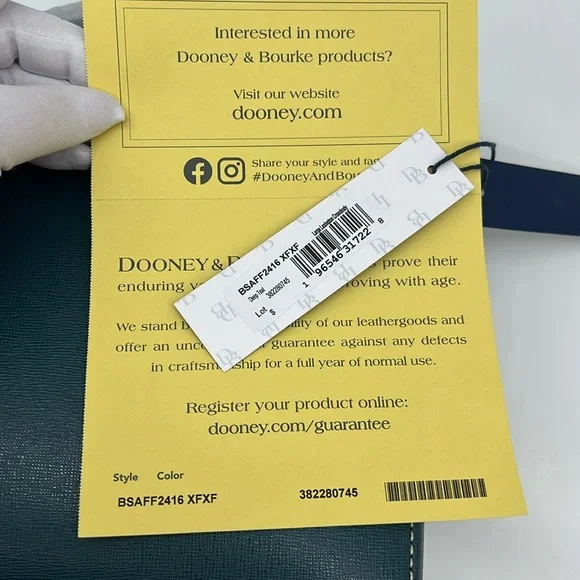 Interested in more
Dooney & Bourke products?
Visit our website
dooney.com
Share your style and tag
#DooneyAndBou
DB
BSAFF2416 XFXF
Deep Teal
382280745
Lot
$
1 96546 31722 8
DOONEY & B prove their
enduring roving with age.
We stand b lity of our leathergoods and
offer an unc guarantee against any defects
in craftsm ship for a full year of normal use.
Register your product online:
dooney.com/guarantee
Style Color
BSAFF2416 XFXF 382280745